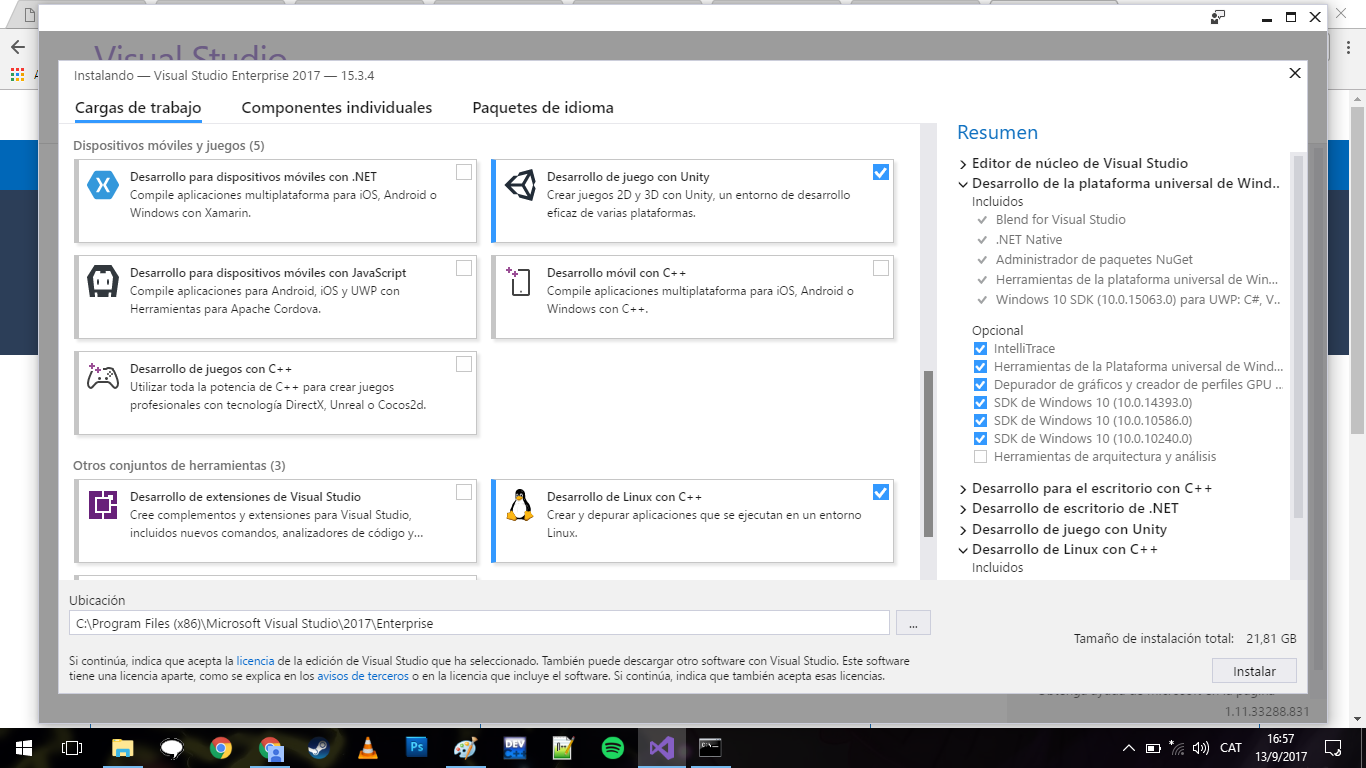 Visual Studio
Instalando — Visual Studio Enterprise 2017 — 15.3.4
Cargas de trabajo
Componentes individuales
Paquetes de idioma
Dispositivos móviles y juegos (5)
Desarrollo para dispositivos móviles con .NET
Compile aplicaciones multiplataforma para iOS, Android o
Windows con Xamarin.
Desarrollo de juego con Unity
Crear juegos 2D y 3D con Unity, un entorno de desarrollo
eficaz de varias plataformas.
Desarrollo para dispositivos móviles con JavaScript
Compile aplicaciones para Android, iOS y UWP con
Herramientas para Apache Cordova.
Desarrollo móvil con C++
Compile aplicaciones multiplataforma para iOS, Android o
Windows con C++.
Desarrollo de juegos con C++
Utilizar toda la potencia de C++ para crear juegos
profesionales con tecnología DirectX, Unreal o Cocos2d.
Otros conjuntos de herramientas (3)
Desarrollo de extensiones de Visual Studio
Cree complementos y extensiones para Visual Studio,
incluidos nuevos comandos, analizadores de código y...
Desarrollo de Linux con C++
Crear y depurar aplicaciones que se ejecutan en un entorno
Linux.
Resumen
Editor de núcleo de Visual Studio
Desarrollo de la plataforma universal de Wind..
Incluidos
Blend for Visual Studio
.NET Native
Administrador de paquetes NuGet
Herramientas de la plataforma universal de Win...
Windows 10 SDK (10.0.15063.0) para UWP: C#, V..
Opcional
IntelliTrace
Herramientas de la Plataforma universal de Wind...
Depurador de gráficos y creador de perfiles GPU ...
SDK de Windows 10 (10.0.14393.0)
SDK de Windows 10 (10.0.10586.0)
SDK de Windows 10 (10.0.10240.0)
Herramientas de arquitectura y análisis
Desarrollo para el escritorio con C++
Desarrollo de escritorio de .NET
Desarrollo de juego con Unity
Desarrollo de Linux con C++
Incluidos
Ubicación
C:\Program Files (x86)\Microsoft Visual Studio\2017\Enterprise
...
Si continúa, indica que acepta la licencia de la edición de Visual Studio que ha seleccionado. También puede descargar otro software con Visual Studio. Este software
tiene una licencia aparte, como se explica en los avisos de terceros o en la licencia que incluye el software. Si continúa, indica que también acepta esas licencias.
Tamaño de instalación total: 21,81 GB
Instalar
1.11.33288.831
Ps
DEV
CAT
16:57
13/9/2017